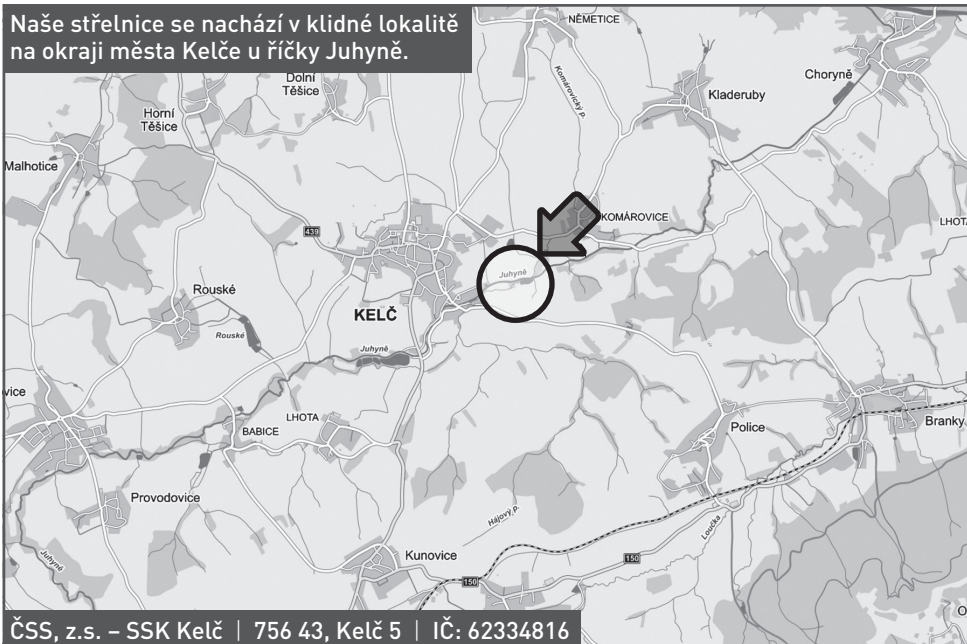 Naše střelnice se nachází v klidné lokalitě
na okraji města Kelče u říčky Juhyně.
NĚMETICE
Dolní
Těšice
Komárovický p.
Choryně
Kladeruby
Horní
Těšice
Malhotice
KOMÁROVICE
LHOTA
439
Juhyně
Rouské
KELČ
Rouské
Juhyně
vice
LHOTA
BABICE
Police
Branky
Provodovice
Hájový p.
Loučka
Juhyně
Kunovice
150
150
O
ČSS, z.s. – SSK Kelč | 756 43, Kelč 5 | IČ: 62334816